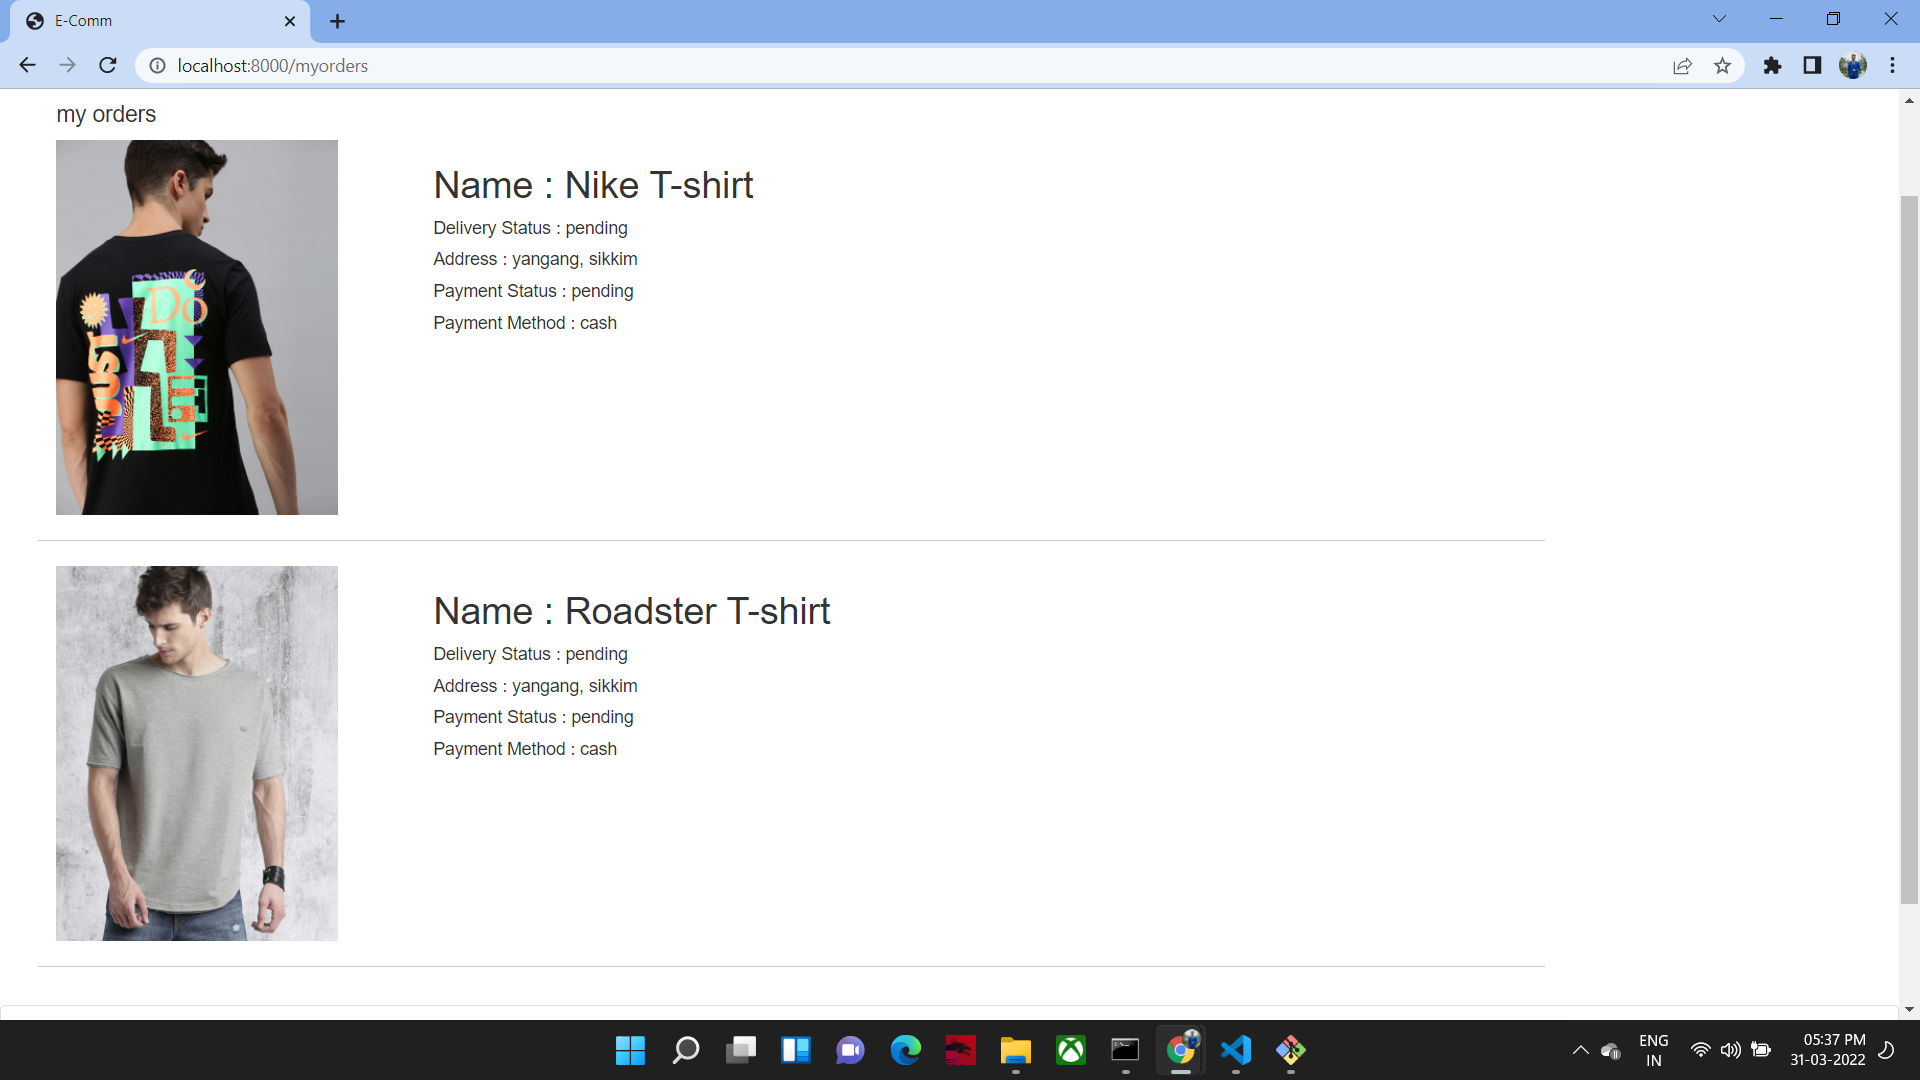 E-Comm
localhost:8000/myorders
my orders
Name : Nike T-shirt
Delivery Status : pending
Address : yangang, sikkim
Payment Status : pending
Payment Method : cash
Do
JUST
Name : Roadster T-shirt
Delivery Status : pending
Address : yangang, sikkim
Payment Status : pending
Payment Method : cash
ENG
IN
05:37 PM
31-03-2022